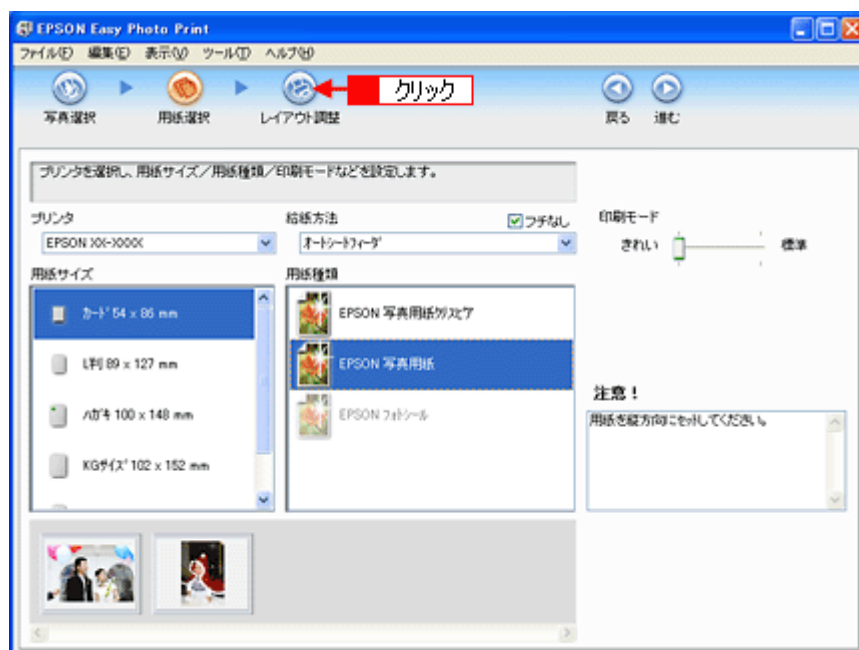 EPSON Easy Photo Print
ファイル(F) 編集(E) 表示(V) ツール(T) ヘルプ(H)
クリック
写真選択 用紙選択 レイアウト調整 戻る 進む
プリンタを選択し、用紙サイズ/用紙種類/印刷モードなどを設定します。
プリンタ 給紙方法 フチなし 印刷モード
EPSON XX-XXXX オートシートフィーダ きれい 標準
用紙サイズ 用紙種類
カード 54 x 86 mm
L判 89 x 127 mm
ハガキ 100 x 148 mm
KGサイズ 102 x 152 mm
EPSON 写真用紙クリスピア
EPSON 写真用紙
EPSON フォトシール
注意!
用紙を縦方向にセットしてください。